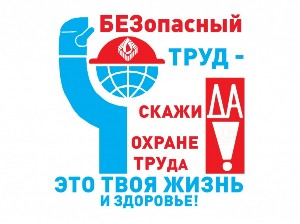 БЕЗопасный
ТРУД -
СКАЖИ ДА!
ОХРАНЕ
ТРУДА
ЭТО ТВОЯ ЖИЗНЬ
И ЗДОРОВЬЕ!